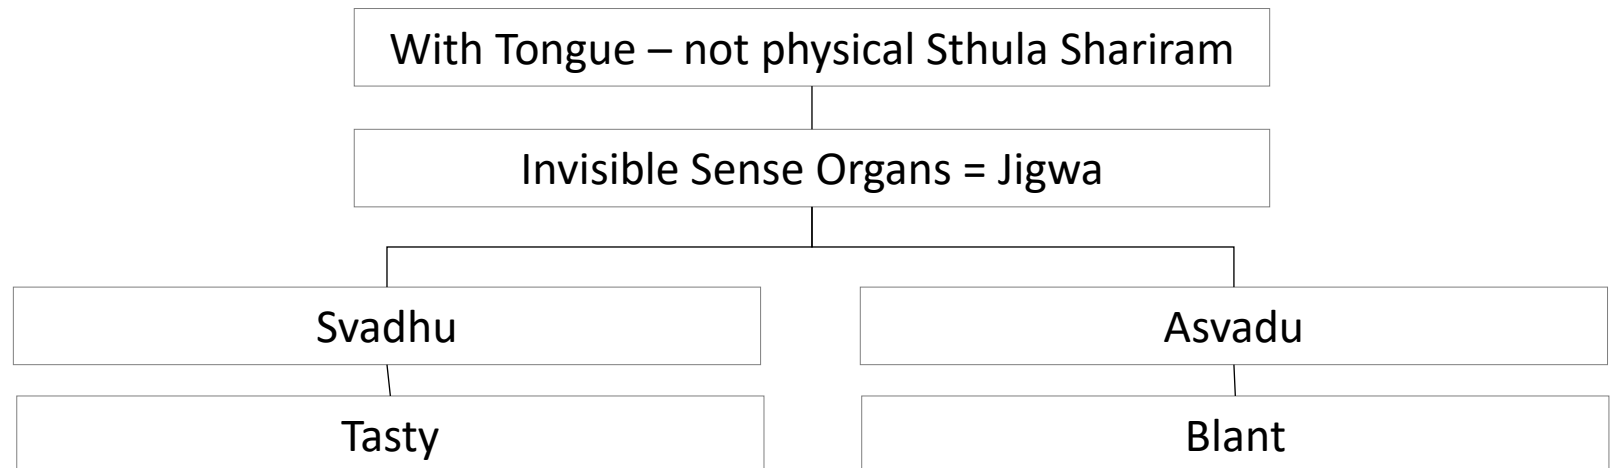 With Tongue – not physical Sthula Shariram
Invisible Sense Organs = Jigwa
Svadhu
Asvadu
Tasty
Blant